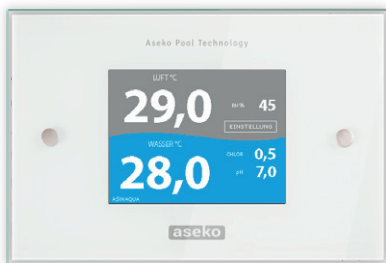 Aseko Pool Technology
LUFT °C
29,0
RH % 45
EINSTELLUNG
WASSER °C
28,0
CHLOR 0,5
pH 7,0
ASINAQUA
aseko